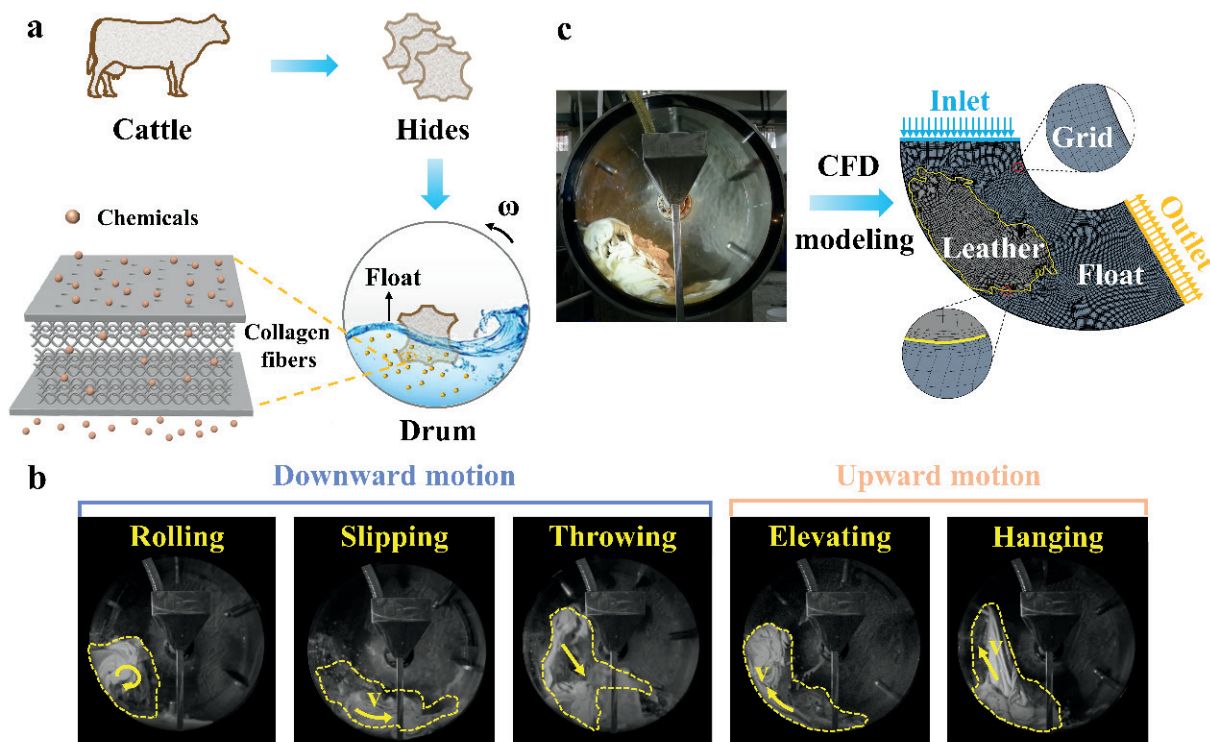 a
Cattle
Hides
Chemicals
Collagen
fibers
ω
Float
Drum
c
CFD
modeling
Inlet
Grid
Leather
Float
Outlet
b
Downward motion
Upward motion
Rolling
Slipping
Throwing
Elevating
Hanging
V
V
V